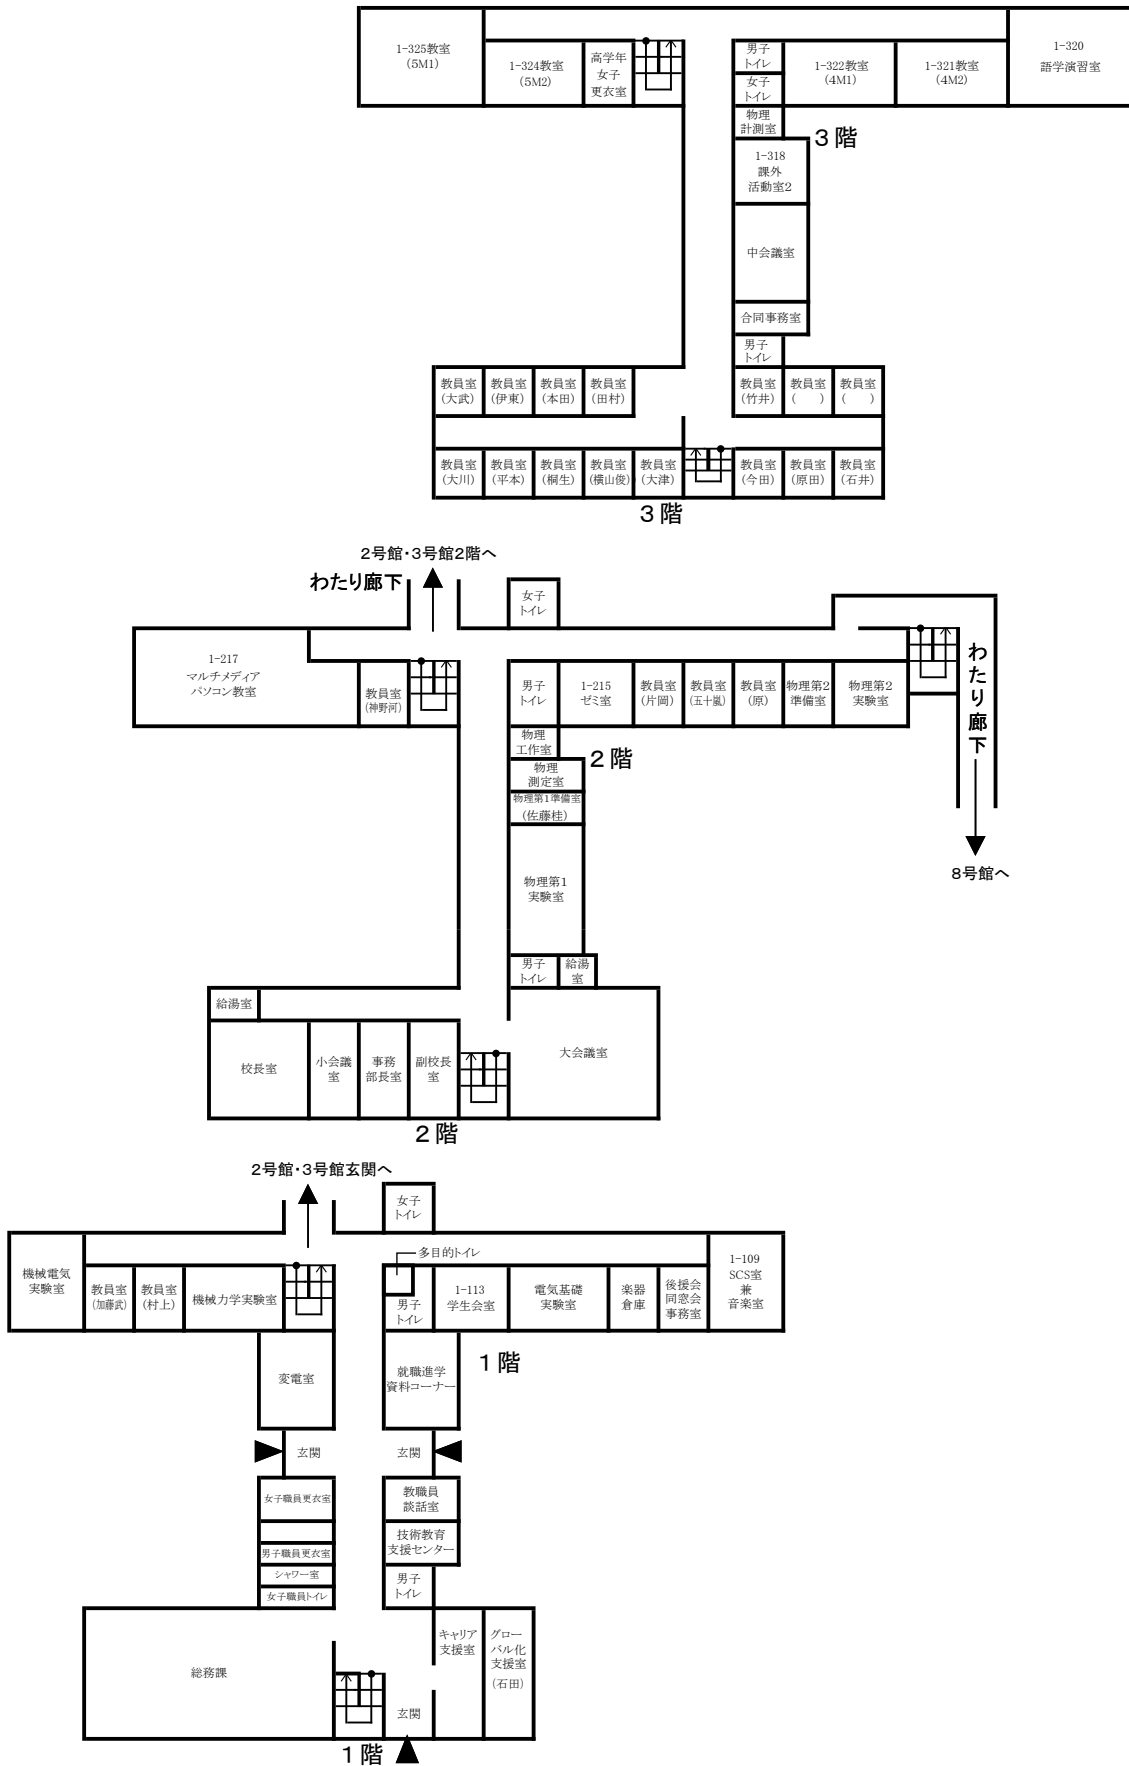 1-325教室
(5M1)
1-324教室
(5M2)
高学年
女子
更衣室
男子
トイレ
女子
トイレ
1-322教室
(4M1)
1-321教室
(4M2)
1-320
語学演習室
物理
計測室
3階
1-318
課外
活動室2
中会議室
合同事務室
男子
トイレ
教員室
(大武)
教員室
(伊東)
教員室
(本田)
教員室
(田村)
教員室
(竹井)
教員室
(　　)
教員室
(　　)
教員室
(大川)
教員室
(平本)
教員室
(桐生)
教員室
(横山俊)
教員室
(大津)
教員室
(今田)
教員室
(原田)
教員室
(石井)
3階
2号館・3号館2階へ
わたり廊下
女子
トイレ
1-217
マルチメディア
パソコン教室
教員室
(神野河)
男子
トイレ
1-215
ゼミ室
教員室
(片岡)
教員室
(五十嵐)
教員室
(原)
物理第2
準備室
物理第2
実験室
わたり廊下
8号館へ
物理
工作室
2階
物理
測定室
物理第1準備室
(佐藤桂)
物理第1
実験室
男子
トイレ
給湯
室
給湯室
校長室
小会議
室
事務
部長室
副校長
室
大会議室
2階
2号館・3号館玄関へ
女子
トイレ
多目的トイレ
機械電気
実験室
教員室
(加藤武)
教員室
(村上)
機械力学実験室
男子
トイレ
1-113
学生会室
電気基礎
実験室
楽器
倉庫
後援会
同窓会
事務室
1-109
SCS室
兼
音楽室
1階
変電室
就職進学
資料コーナー
玄関
玄関
女子職員更衣室
教職員
談話室
技術教育
支援センター
男子職員更衣室
シャワー室
女子職員トイレ
男子
トイレ
総務課
キャリア
支援室
グロー
バル化
支援室
(石田)
玄関
1階